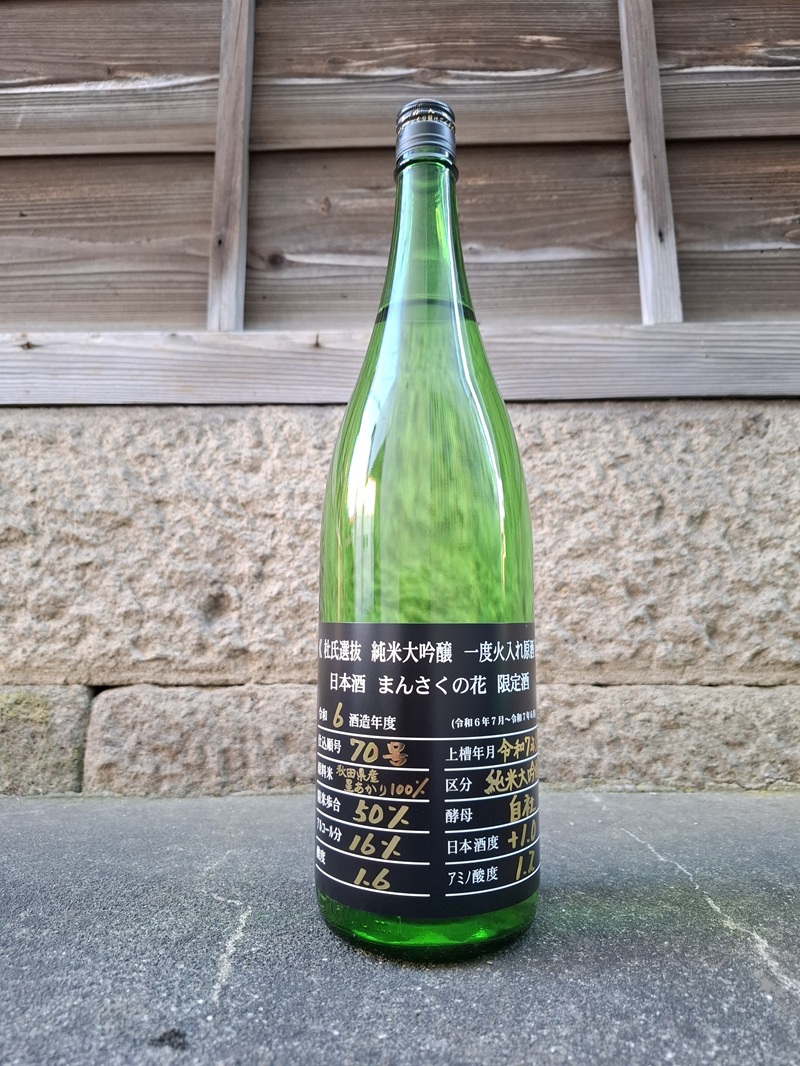 杜氏選抜 純米大吟醸 一度火入れ原酒
日本酒 まんさくの花 限定酒
令和 6 酒造年度 (令和6年7月~令和7年6月
仕込順号 70号
原料米 秋田県産 星あかり100%
精米歩合 50%
アルコール分 16%
酸度 1.6
上槽年月 令和7.
区分 純米大吟
酵母 自社
日本酒度 +1.0
アミノ酸度 1.2